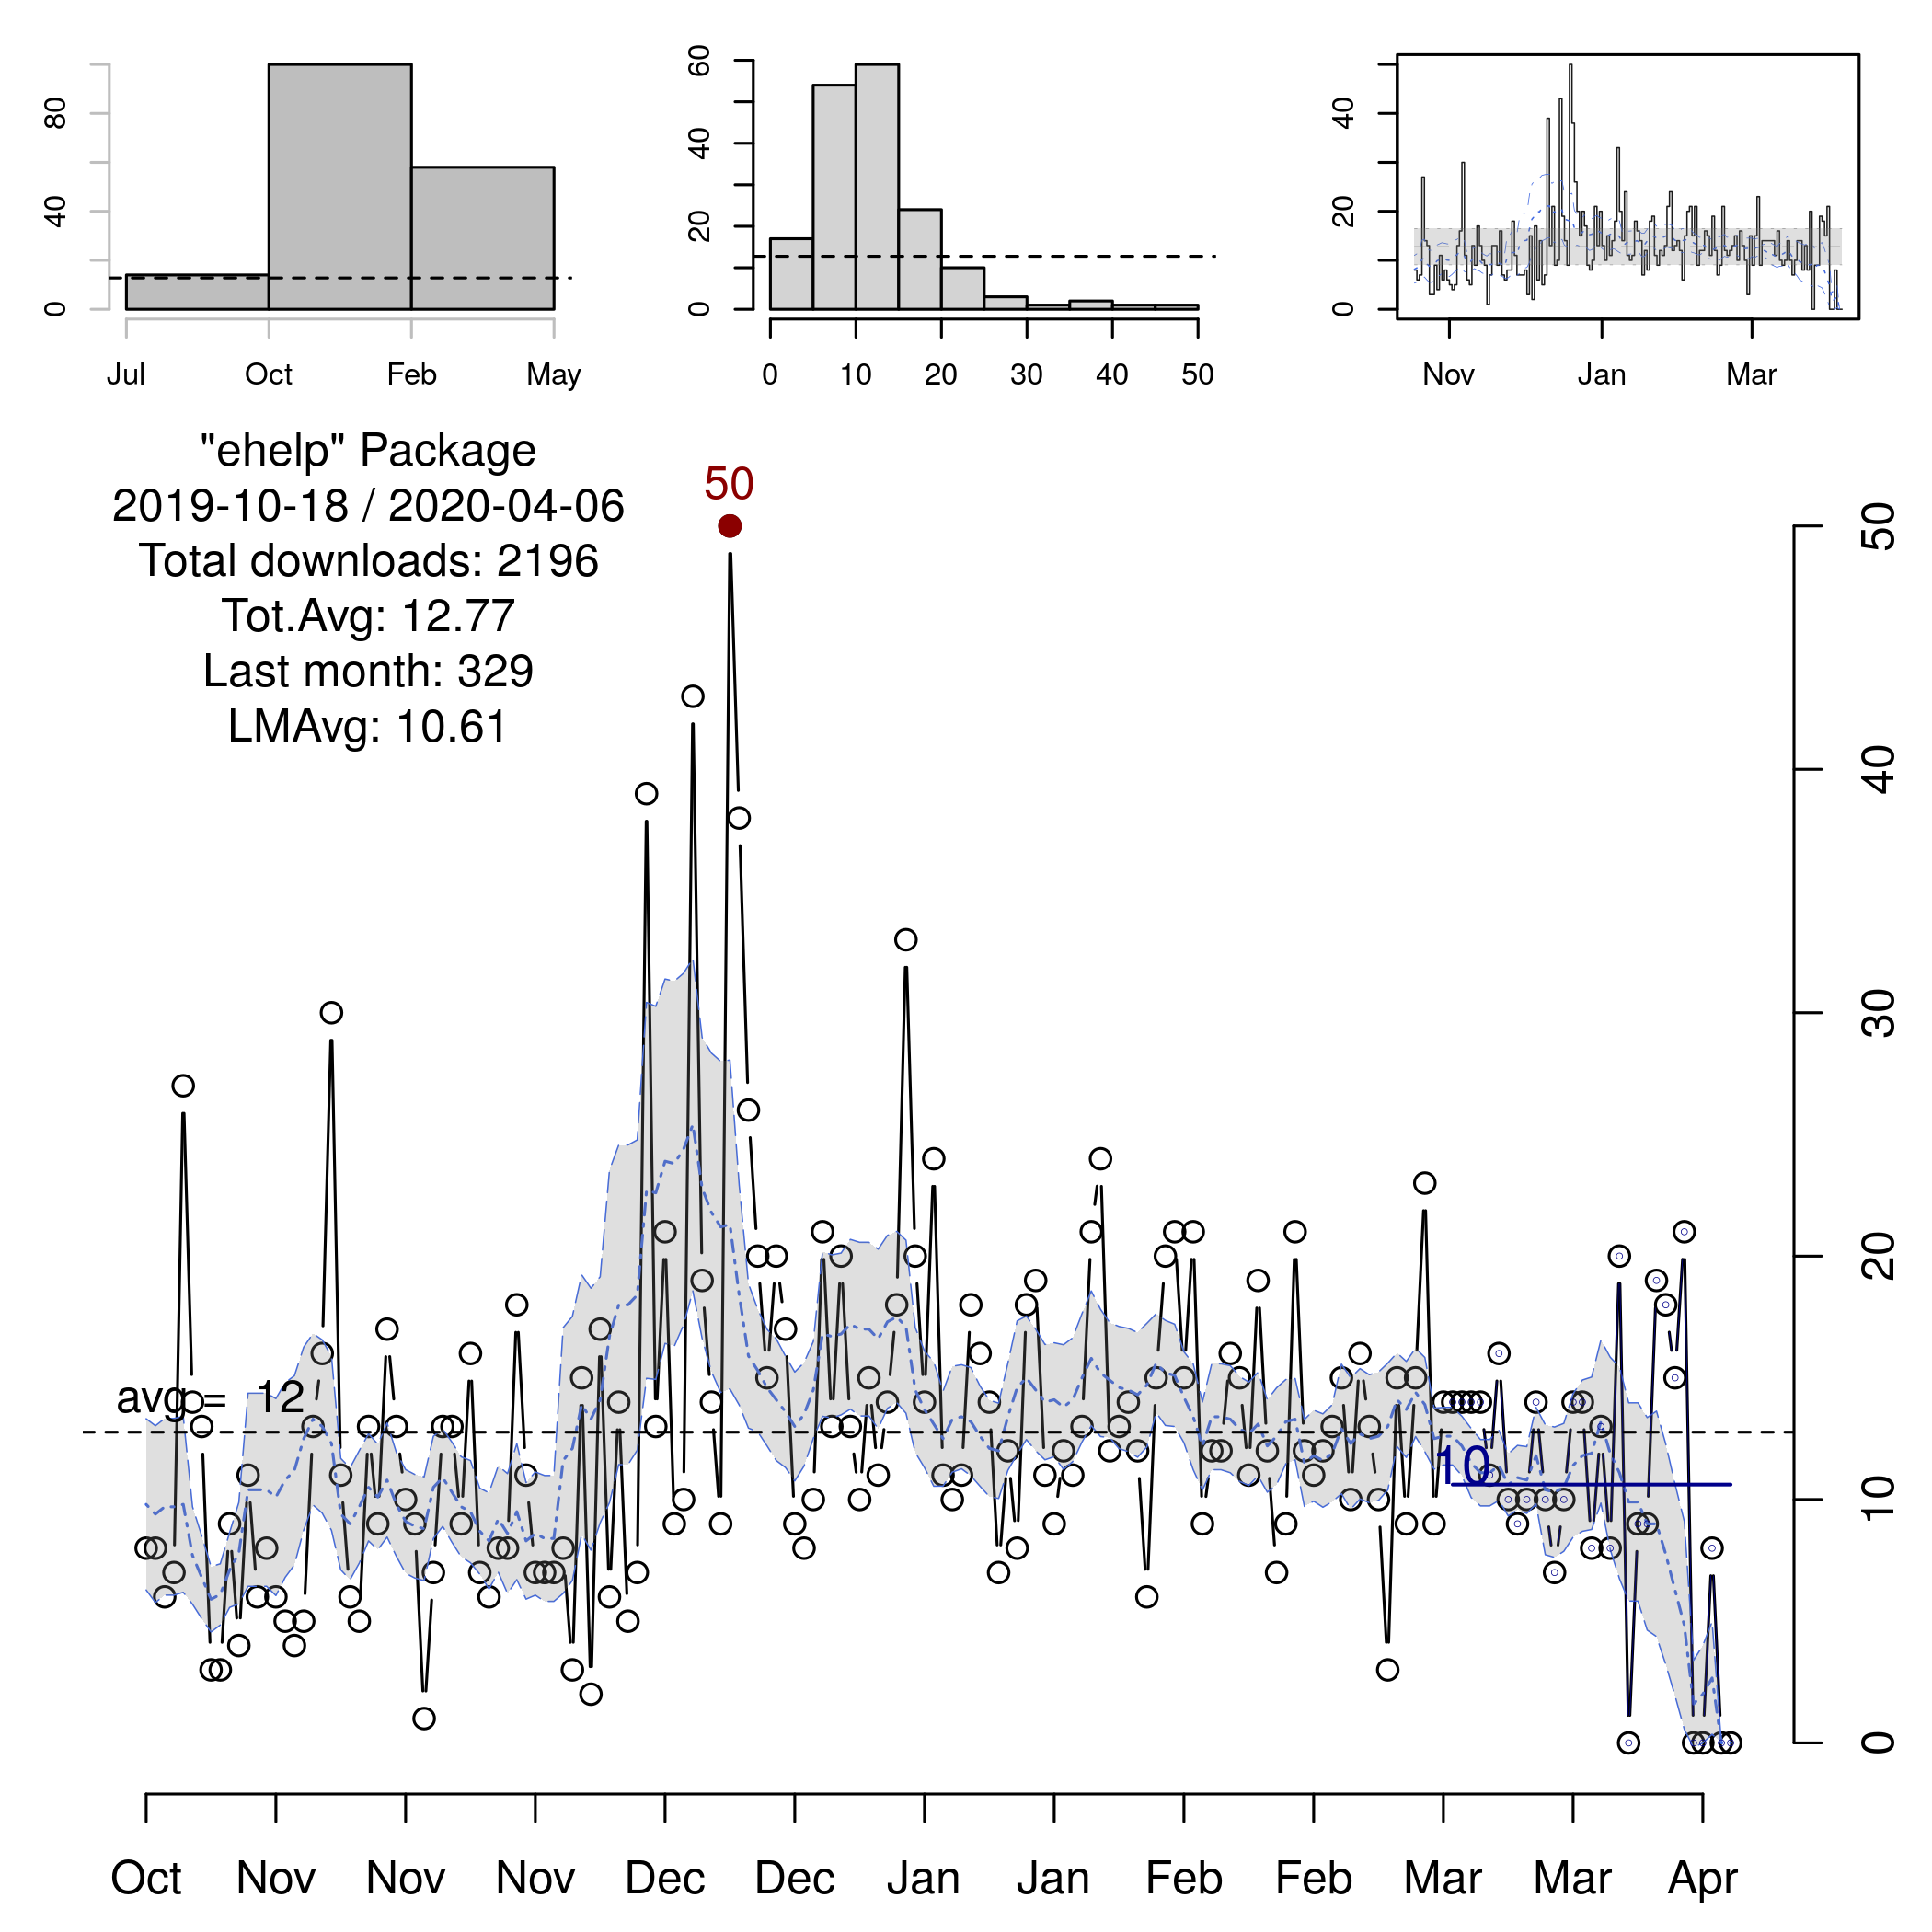 0 40 80
Jul Oct Feb May
0 20 40 60
0 10 20 30 40 50
0 20 40
Nov Jan Mar
"ehelp" Package
2019-10-18 / 2020-04-06
Total downloads: 2196
Tot.Avg: 12.77
Last month: 329
LMAvg: 10.61
50
avg = 12
10
0 10 20 30 40 50
Oct Nov Nov Nov Dec Dec Jan Jan Feb Feb Mar Mar Apr